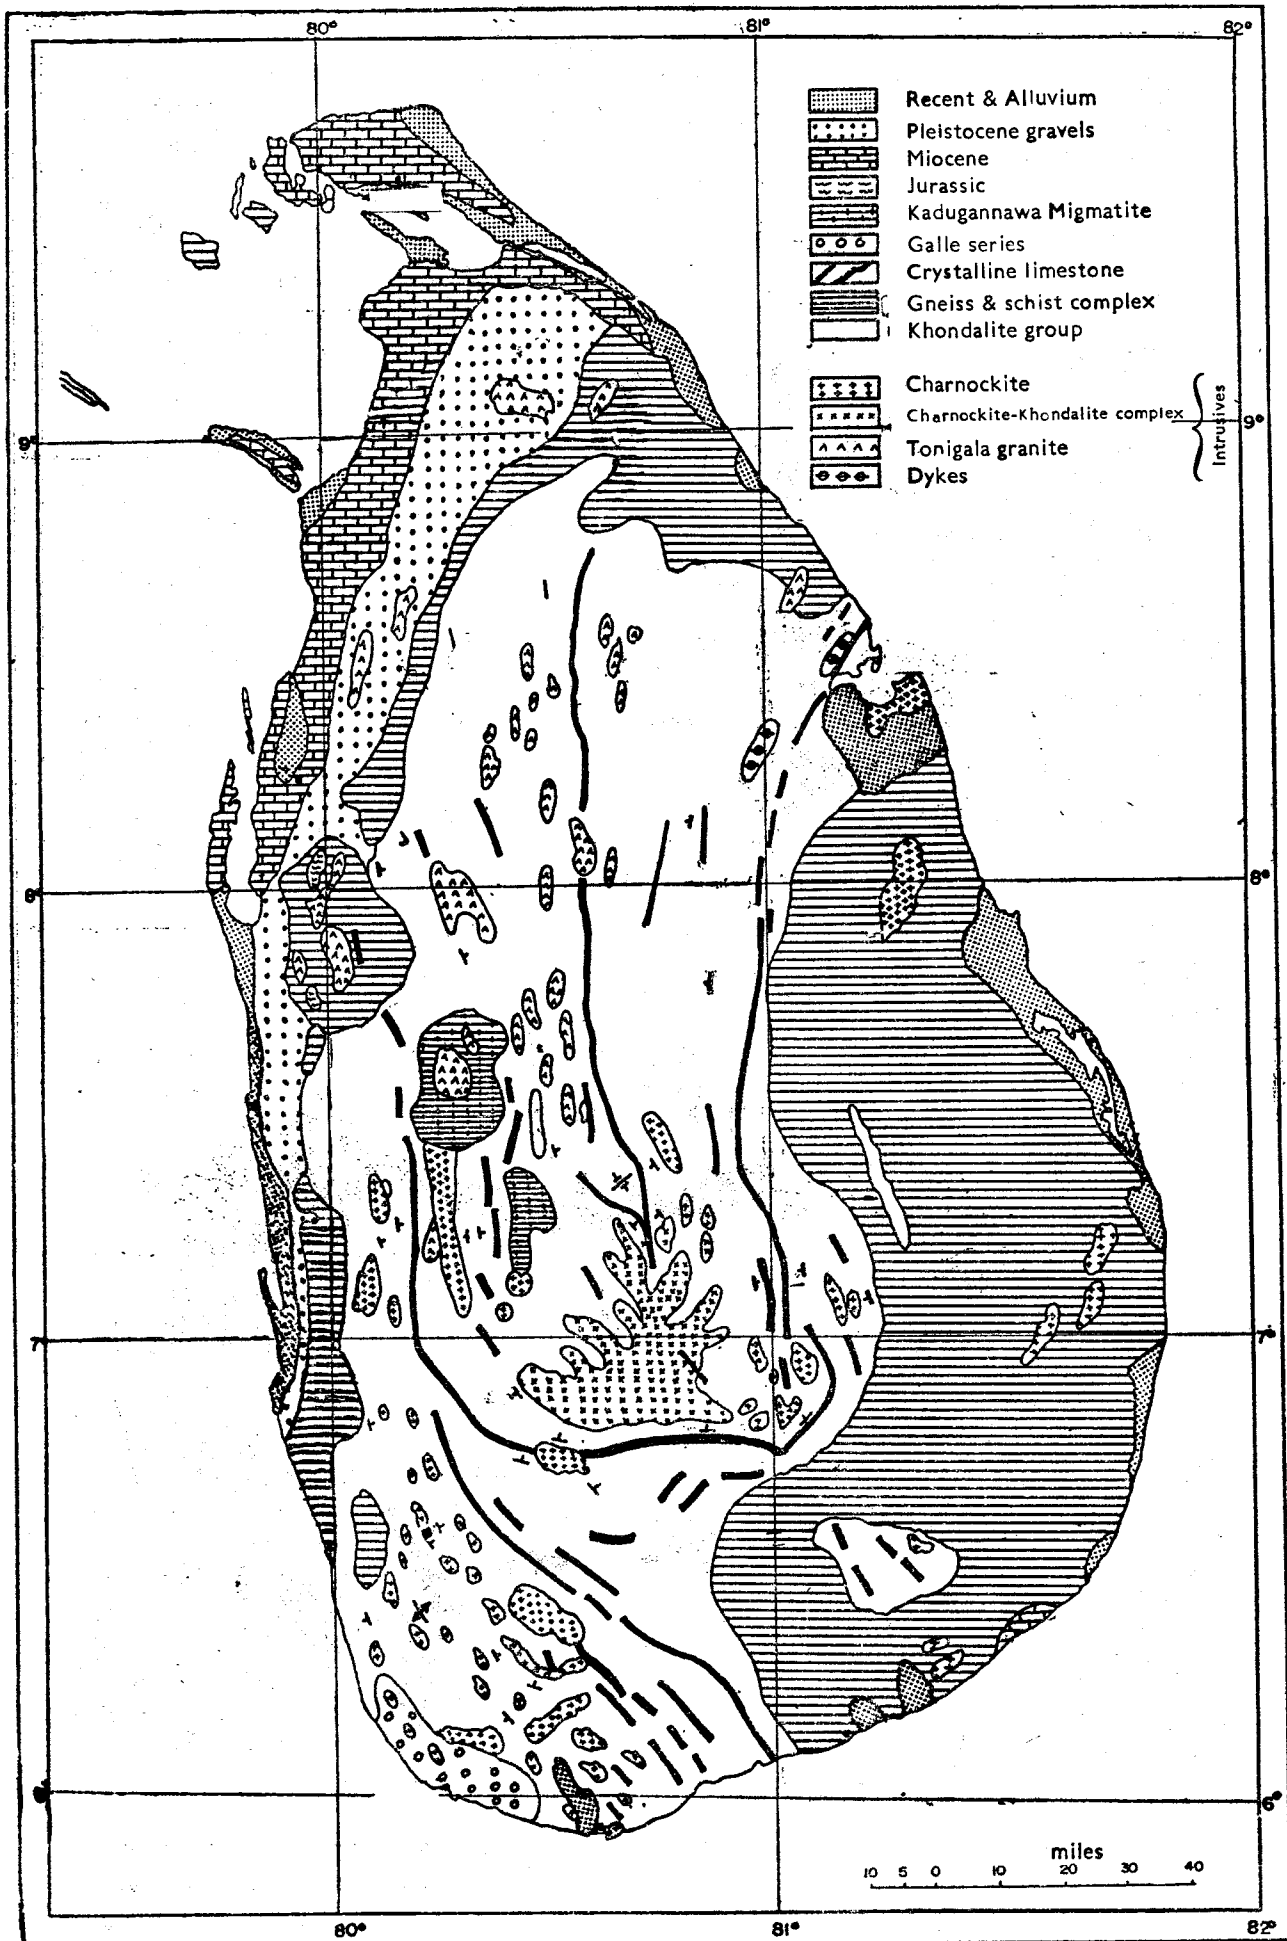 80° 81° 82°
Recent & Alluvium
Pleistocene gravels
Miocene
Jurassic
Kadugannawa Migmatite
Galle series
Crystalline limestone
Gneiss & schist complex
Khondalite group
Charnockite
Charnockite-Khondalite complex
Tonigala granite
Dykes
Intrusives
9° 9°
8° 8°
7° 7°
6°
miles
10 5 0 10 20 30 40
80° 81° 82°